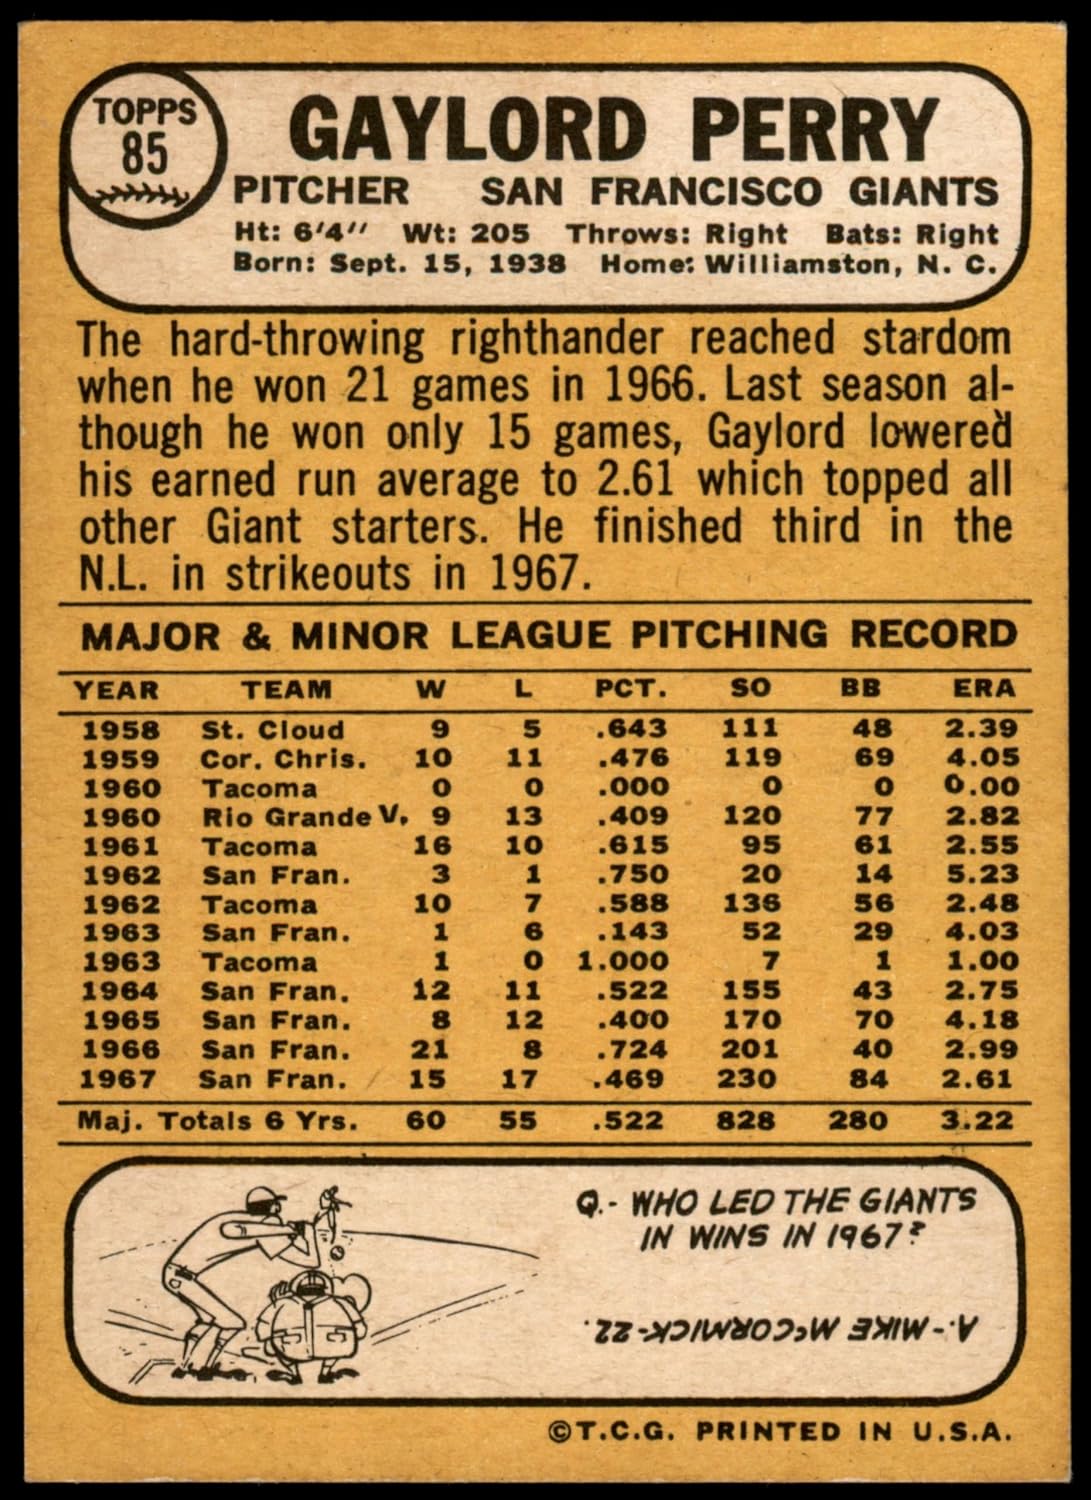 TOPPS
85
GAYLORD PERRY
PITCHER SAN FRANCISCO GIANTS
Ht: 6'4" Wt: 205 Throws: Right Bats: Right
Born: Sept. 15, 1938 Home: Williamston, N. C.
The hard-throwing righthander reached stardom
when he won 21 games in 1966. Last season al-
though he won only 15 games, Gaylord lowered
his earned run average to 2.61 which topped all
other Giant starters. He finished third in the
N.L. in strikeouts in 1967.
MAJOR & MINOR LEAGUE PITCHING RECORD
YEAR TEAM W L PCT. SO BB ERA
1958 St. Cloud 9 5 .643 111 48 2.39
1959 Cor. Chris. 10 11 .476 119 69 4.05
1960 Tacoma 0 0 .000 0 0 0.00
1960 Rio Grande V. 9 13 .409 120 77 2.82
1961 Tacoma 16 10 .615 95 61 2.55
1962 San Fran. 3 1 .750 20 14 5.23
1962 Tacoma 10 7 .588 136 56 2.48
1963 San Fran. 1 6 .143 52 29 4.03
1963 Tacoma 1 0 1.000 7 1 1.00
1964 San Fran. 12 11 .522 155 43 2.75
1965 San Fran. 8 12 .400 170 70 4.18
1966 San Fran. 21 8 .724 201 40 2.99
1967 San Fran. 15 17 .469 230 84 2.61
Maj. Totals 6 Yrs. 60 55 .522 828 280 3.22
Q.- WHO LED THE GIANTS
IN WINS IN 1967?
A.- MIKE McCORMICK-22.
©T.C.G. PRINTED IN U.S.A.